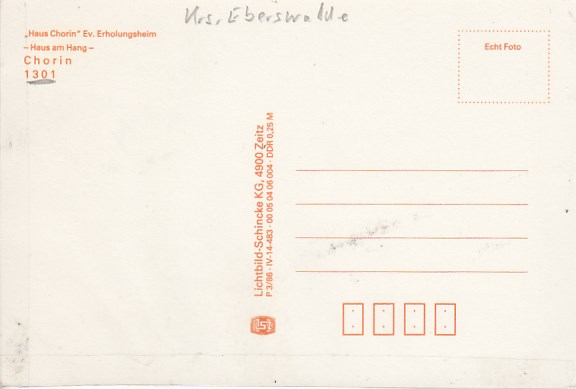 Krs. Eberswalde
„Haus Chorin“ Ev. Erholungsheim
– Haus am Hang –
Chorin
1301
Echt Foto
Lichtbild-Schincke KG, 4900 Zeitz
P 3/86 · IV-14-483 · 00 05 04 06 004 · DDR 0,25 M